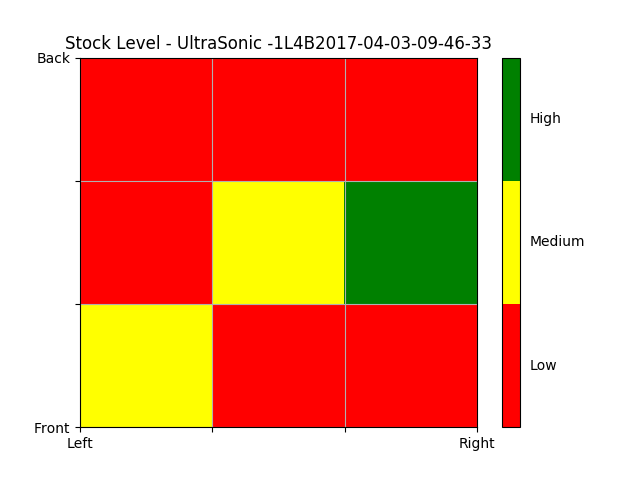 Stock Level - UltraSonic -1L4B2017-04-03-09-46-33
Back
High
Medium
Low
Front
Left
Right